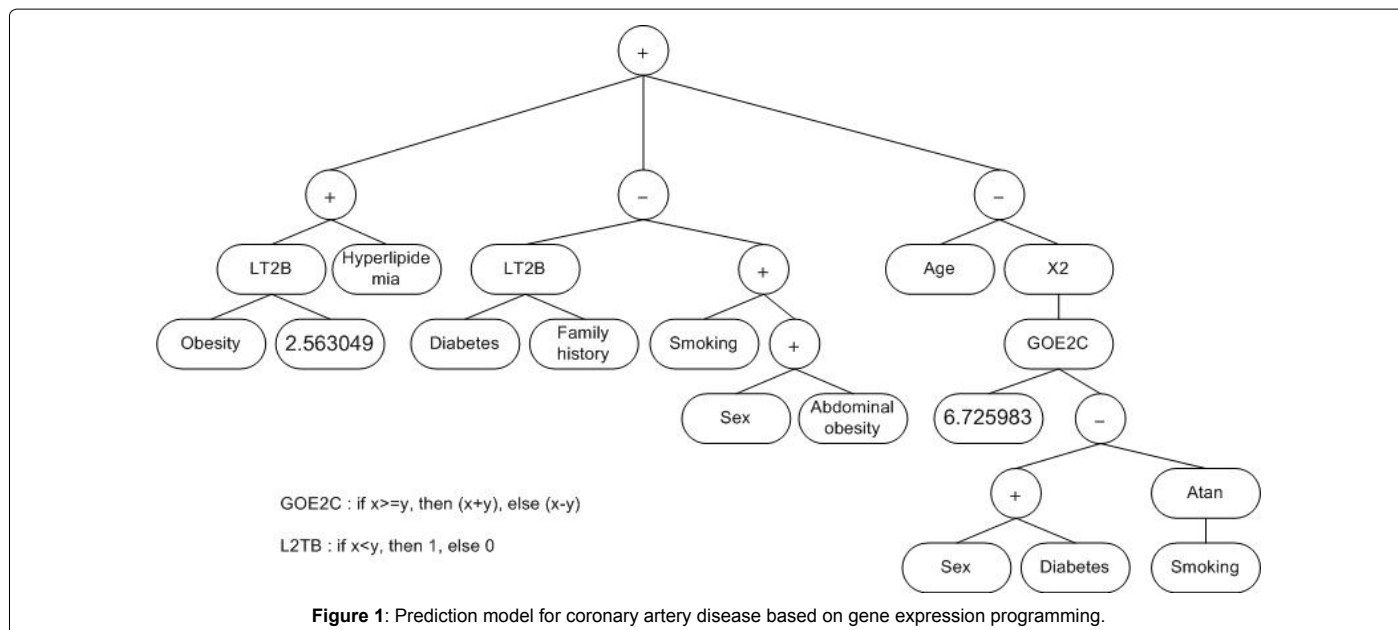 +
+
−
−
LT2B
Hyperlipide
mia
LT2B
+
Age
X2
Obesity
2.563049
Diabetes
Family
history
Smoking
+
GOE2C
Sex
Abdominal
obesity
6.725983
−
GOE2C : if x>=y, then (x+y), else (x-y)
+
Atan
L2TB : if x<y, then 1, else 0
Sex
Diabetes
Smoking
Figure 1: Prediction model for coronary artery disease based on gene expression programming.